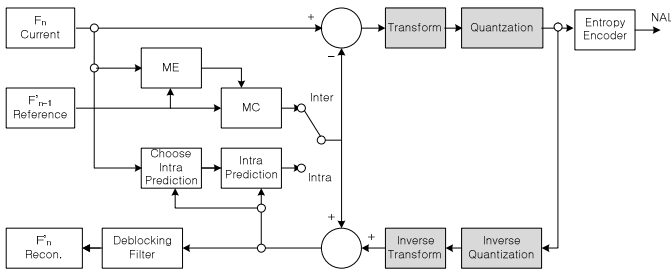 Fn
Current
+
Transform
Quantzation
Entropy
Encoder
NAL
−
ME
F'n−1
Reference
MC
Inter
Choose
Intra
Prediction
Intra
Prediction
Intra
+
+
F'n
Recon.
Deblocking
Filter
Inverse
Transform
Inverse
Quantization